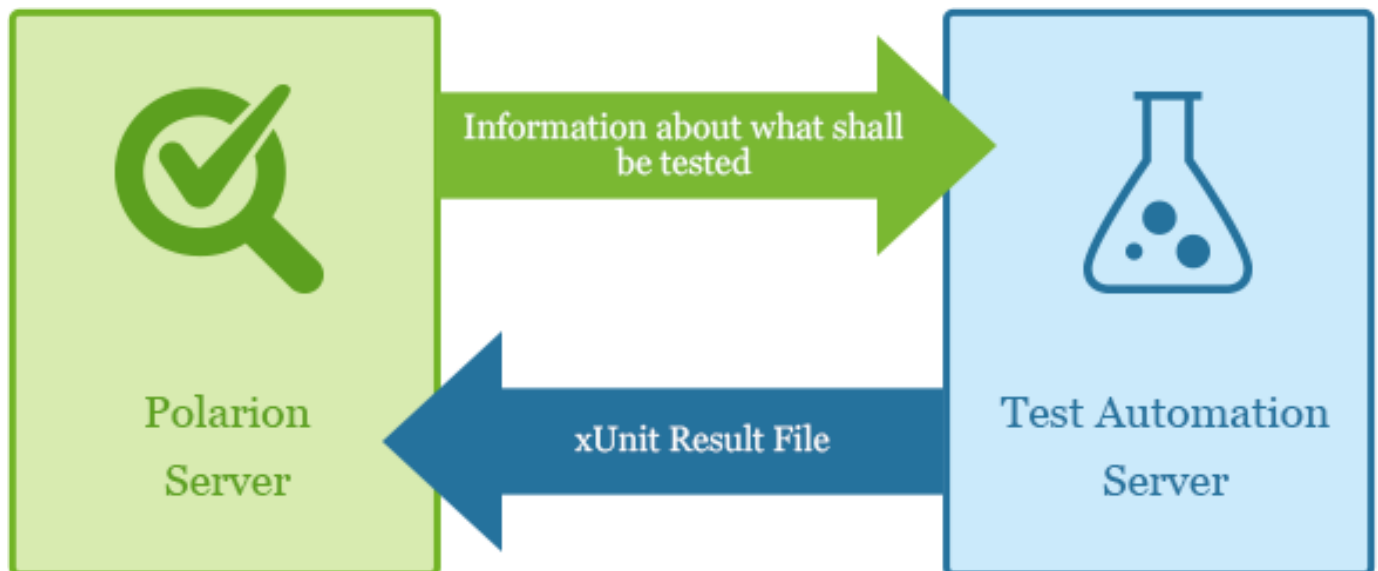 Information about what shall
be tested
Polarion
Server
xUnit Result File
Test Automation
Server